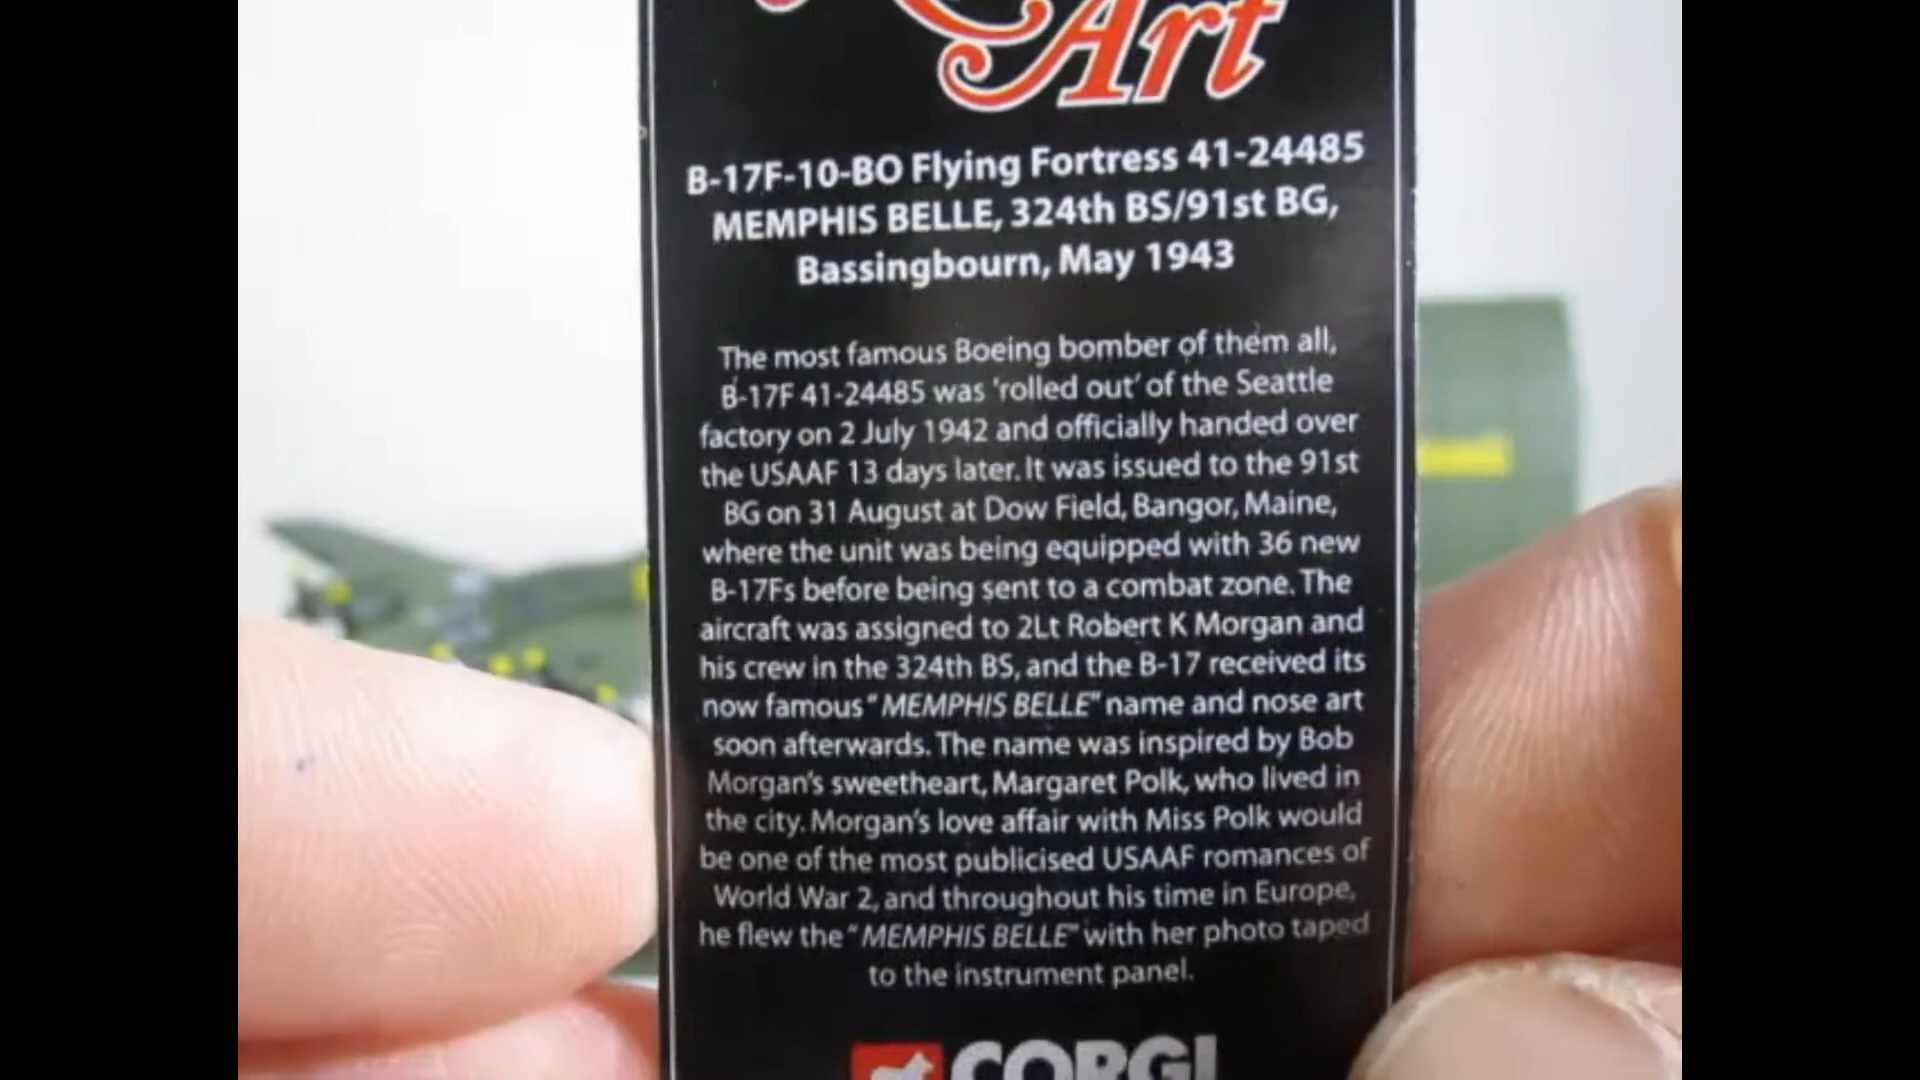 Art
B-17F-10-BO Flying Fortress 41-24485
MEMPHIS BELLE, 324th BS/91st BG,
Bassingbourn, May 1943
The most famous Boeing bomber of them all,
B-17F 41-24485 was 'rolled out' of the Seattle
factory on 2 July 1942 and officially handed over
the USAAF 13 days later. It was issued to the 91st
BG on 31 August at Dow Field, Bangor, Maine,
where the unit was being equipped with 36 new
B-17Fs before being sent to a combat zone. The
aircraft was assigned to 2Lt Robert K Morgan and
his crew in the 324th BS, and the B-17 received its
now famous "MEMPHIS BELLE" name and nose art
soon afterwards. The name was inspired by Bob
Morgan's sweetheart, Margaret Polk, who lived in
the city. Morgan's love affair with Miss Polk would
be one of the most publicised USAAF romances of
World War 2, and throughout his time in Europe,
he flew the "MEMPHIS BELLE" with her photo taped
to the instrument panel.
CORGI